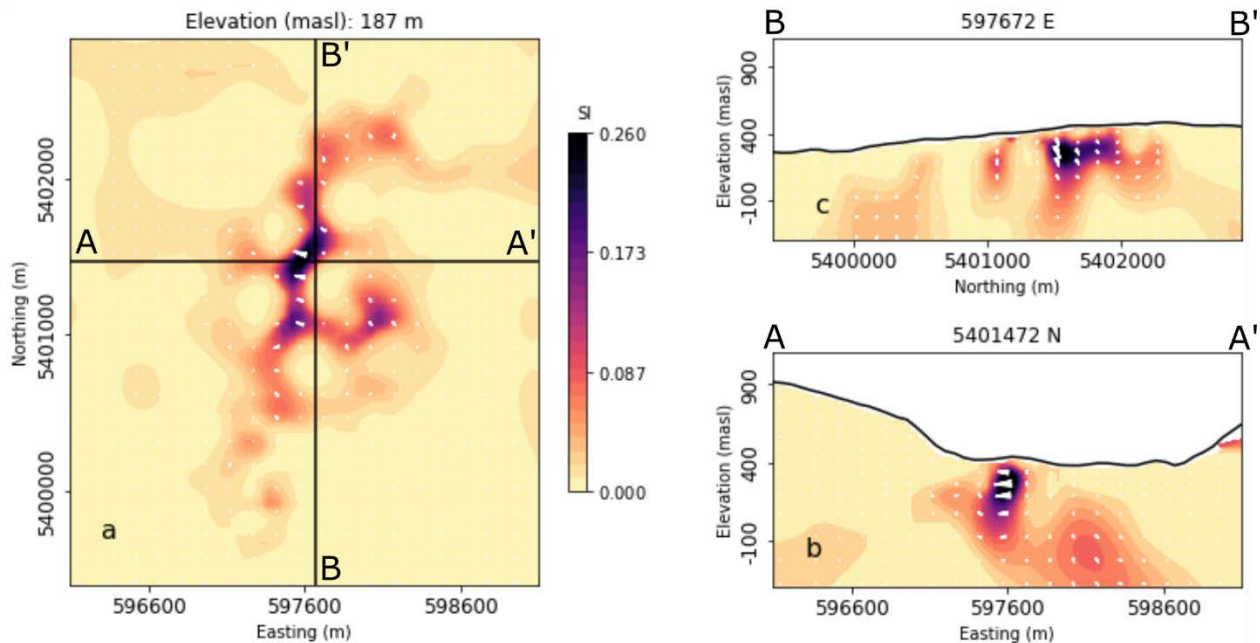 Elevation (masl): 187 m
B'
A
A'
B
a
5402000
5401000
5400000
Northing (m)
596600
597600
598600
Easting (m)
SI
0.260
0.173
0.087
0.000
B
597672 E
B'
900
400
-100
Elevation (masl)
c
5400000
5401000
5402000
Northing (m)
A
5401472 N
A'
900
400
-100
Elevation (masl)
b
596600
597600
598600
Easting (m)